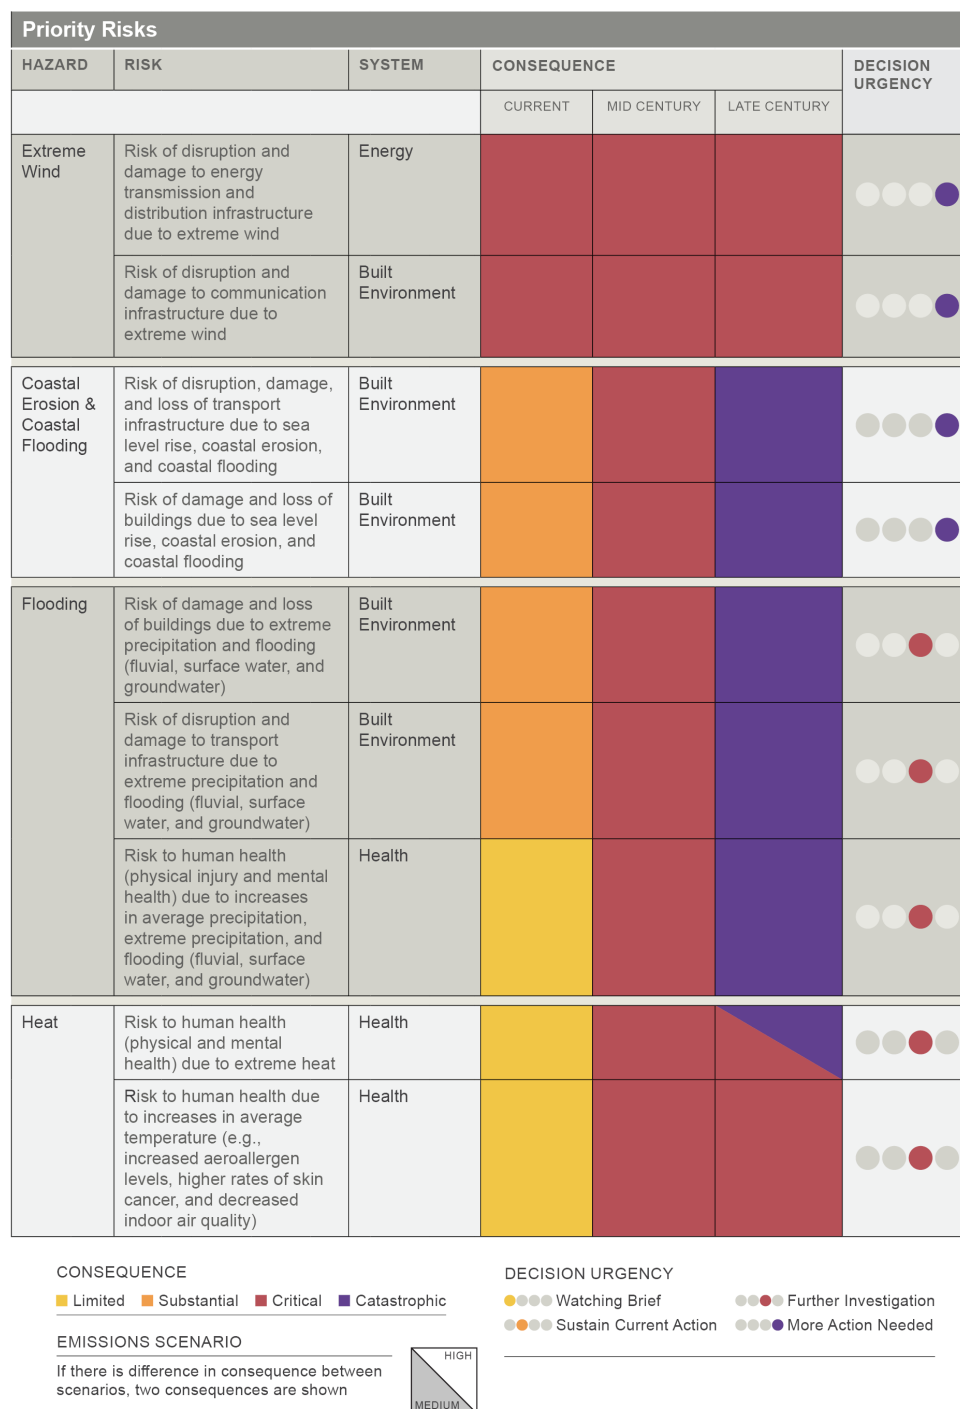 Priority Risks
HAZARD
RISK
SYSTEM
CONSEQUENCE
DECISION
URGENCY
CURRENT
MID CENTURY
LATE CENTURY
Extreme
Wind
Risk of disruption and
damage to energy
transmission and
distribution infrastructure
due to extreme wind
Energy
Risk of disruption and
damage to communication
infrastructure due to
extreme wind
Built
Environment
Coastal
Erosion &
Coastal
Flooding
Risk of disruption, damage,
and loss of transport
infrastructure due to sea
level rise, coastal erosion,
and coastal flooding
Built
Environment
Risk of damage and loss of
buildings due to sea level
rise, coastal erosion, and
coastal flooding
Built
Environment
Flooding
Risk of damage and loss
of buildings due to extreme
precipitation and flooding
(fluvial, surface water, and
groundwater)
Built
Environment
Risk of disruption and
damage to transport
infrastructure due to
extreme precipitation and
flooding (fluvial, surface
water, and groundwater)
Built
Environment
Risk to human health
(physical injury and mental
health) due to increases
in average precipitation,
extreme precipitation, and
flooding (fluvial, surface
water, and groundwater)
Health
Heat
Risk to human health
(physical and mental
health) due to extreme heat
Health
Risk to human health due
to increases in average
temperature (e.g.,
increased aeroallergen
levels, higher rates of skin
cancer, and decreased
indoor air quality)
Health
CONSEQUENCE
Limited
Substantial
Critical
Catastrophic
EMISSIONS SCENARIO
If there is difference in consequence between
scenarios, two consequences are shown
HIGH
MEDIUM
DECISION URGENCY
Watching Brief
Further Investigation
Sustain Current Action
More Action Needed